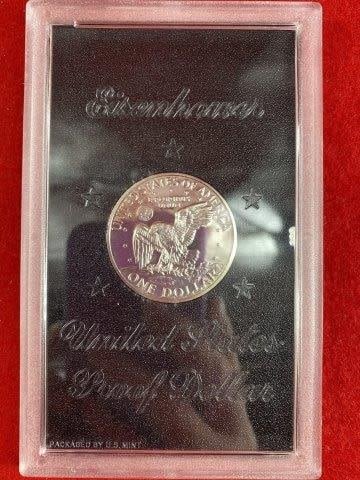 Eisenhower
UNITED STATES OF AMERICA
E PLURIBUS
UNUM
ONE DOLLAR
United States
Proof Dollar
PACKAGED BY U.S. MINT